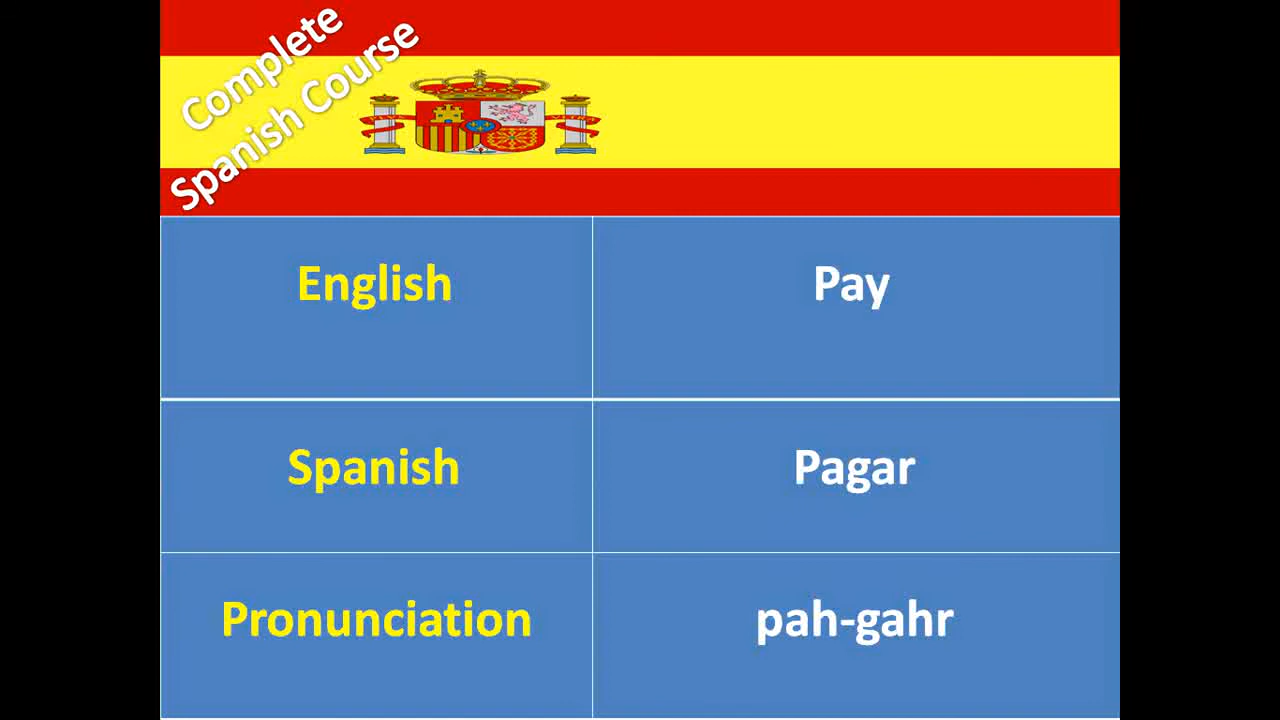 Complete
Spanish Course
English
Pay
Spanish
Pagar
Pronunciation
pah-gahr